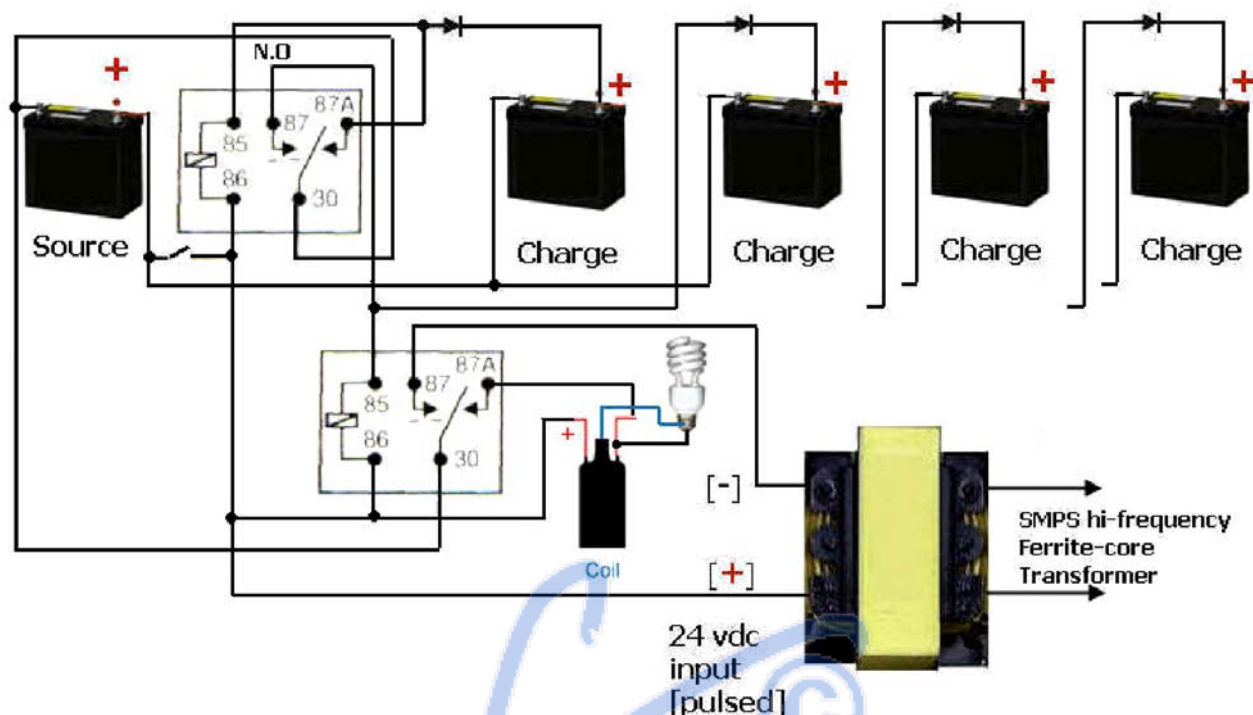 N.O
+
87A
87
85
86
30
Source
+
Charge
+
Charge
+
Charge
+
Charge
87A
87
85
86
30
+
Coil
[-]
[+]
SMPS hi-frequency
Ferrite-core
Transformer
24 vdc
input
[pulsed]
©